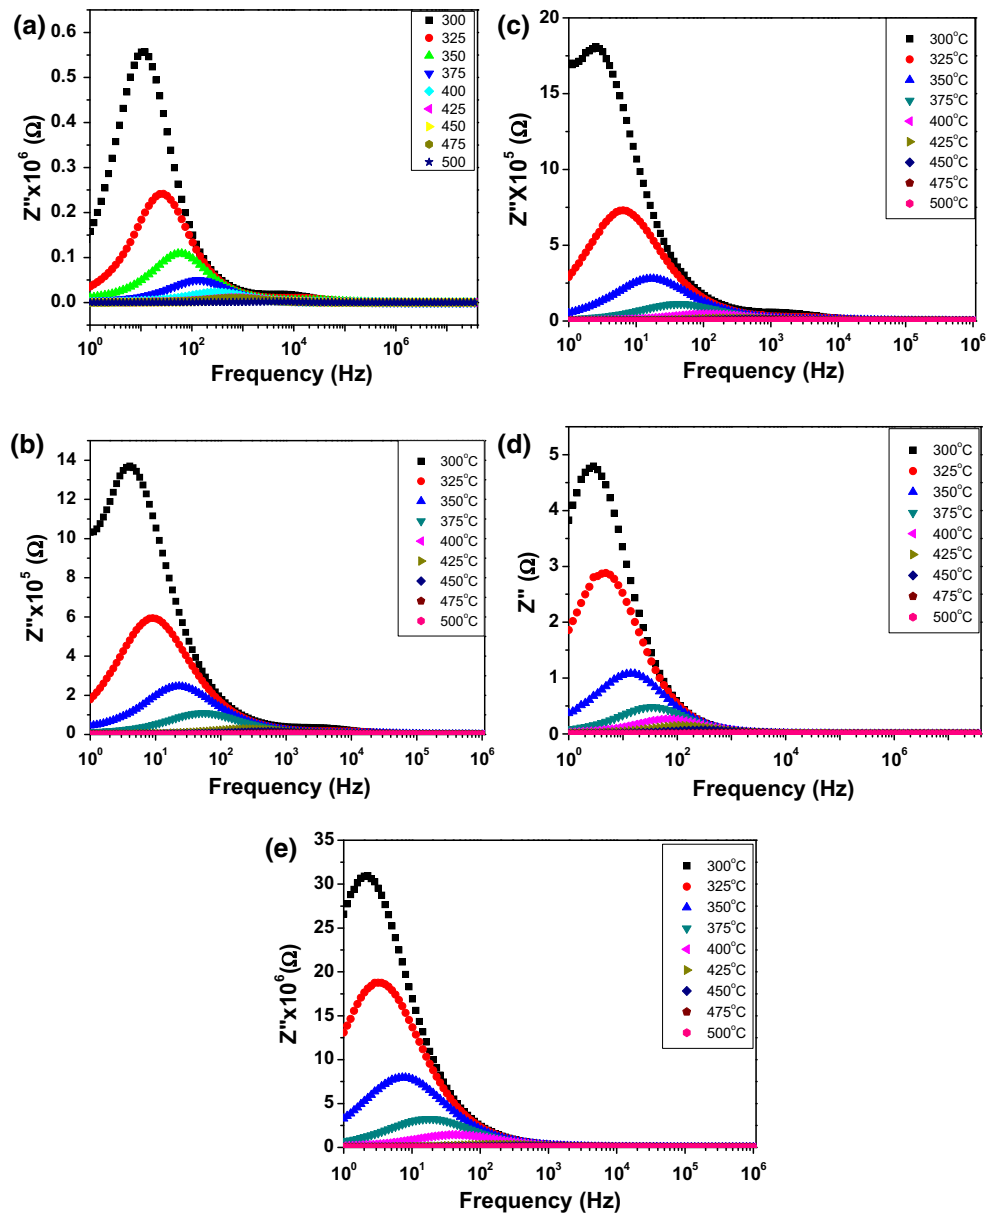 (a)
0.6
0.5
0.4
0.3
0.2
0.1
0.0
Z"x10⁶ (Ω)
10⁰ 10² 10⁴ 10⁶
Frequency (Hz)
300
325
350
375
400
425
450
475
500
(c)
20
15
10
5
0
Z"X10⁵ (Ω)
10⁰ 10¹ 10² 10³ 10⁴ 10⁵ 10⁶
Frequency (Hz)
300°C
325°C
350°C
375°C
400°C
425°C
450°C
475°C
500°C
(b)
14
12
10
8
6
4
2
0
Z"x10⁵ (Ω)
10⁰ 10¹ 10² 10³ 10⁴ 10⁵ 10⁶
Frequency (Hz)
300°C
325°C
350°C
375°C
400°C
425°C
450°C
475°C
500°C
(d)
5
4
3
2
1
0
Z" (Ω)
10⁰ 10² 10⁴ 10⁶
Frequency (Hz)
300°C
325°C
350°C
375°C
400°C
425°C
450°C
475°C
500°C
(e)
35
30
25
20
15
10
5
0
Z"x10⁶(Ω)
10⁰ 10¹ 10² 10³ 10⁴ 10⁵ 10⁶
Frequency (Hz)
300°C
325°C
350°C
375°C
400°C
425°C
450°C
475°C
500°C